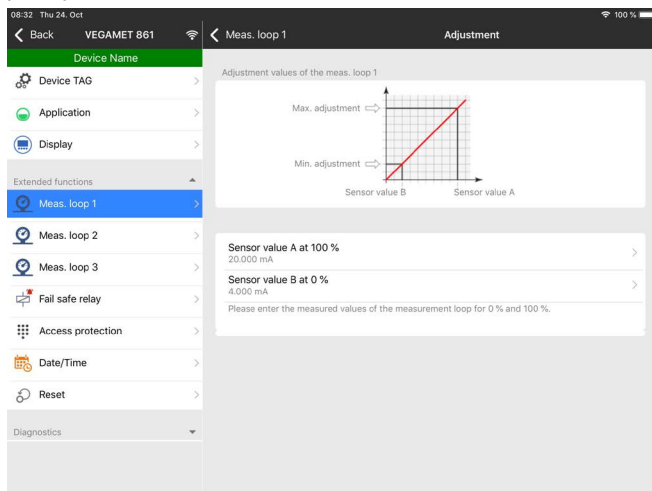 08:32 Thu 24. Oct
100 %
Back
VEGAMET 861
Meas. loop 1
Adjustment
Device Name
Device TAG
Application
Display
Extended functions
Meas. loop 1
Meas. loop 2
Meas. loop 3
Fail safe relay
Access protection
Date/Time
Reset
Diagnostics
Adjustment values of the meas. loop 1
Max. adjustment
Min. adjustment
Sensor value B
Sensor value A
Sensor value A at 100 %
20.000 mA
Sensor value B at 0 %
4.000 mA
Please enter the measured values of the measurement loop for 0 % and 100 %.